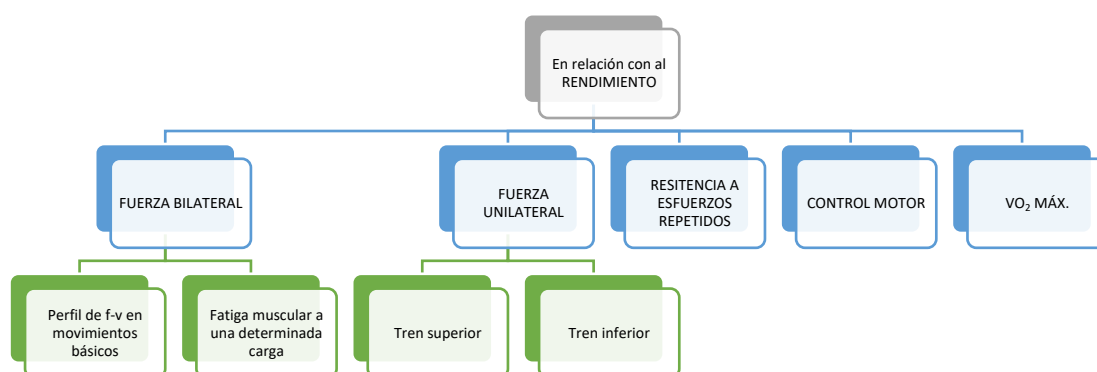 En relación con al
RENDIMIENTO
FUERZA BILATERAL
FUERZA
UNILATERAL
RESITENCIA A
ESFUERZOS
REPETIDOS
CONTROL MOTOR
VO₂ MÁX.
Perfil de f-v en
movimientos
básicos
Fatiga muscular a
una determinada
carga
Tren superior
Tren inferior